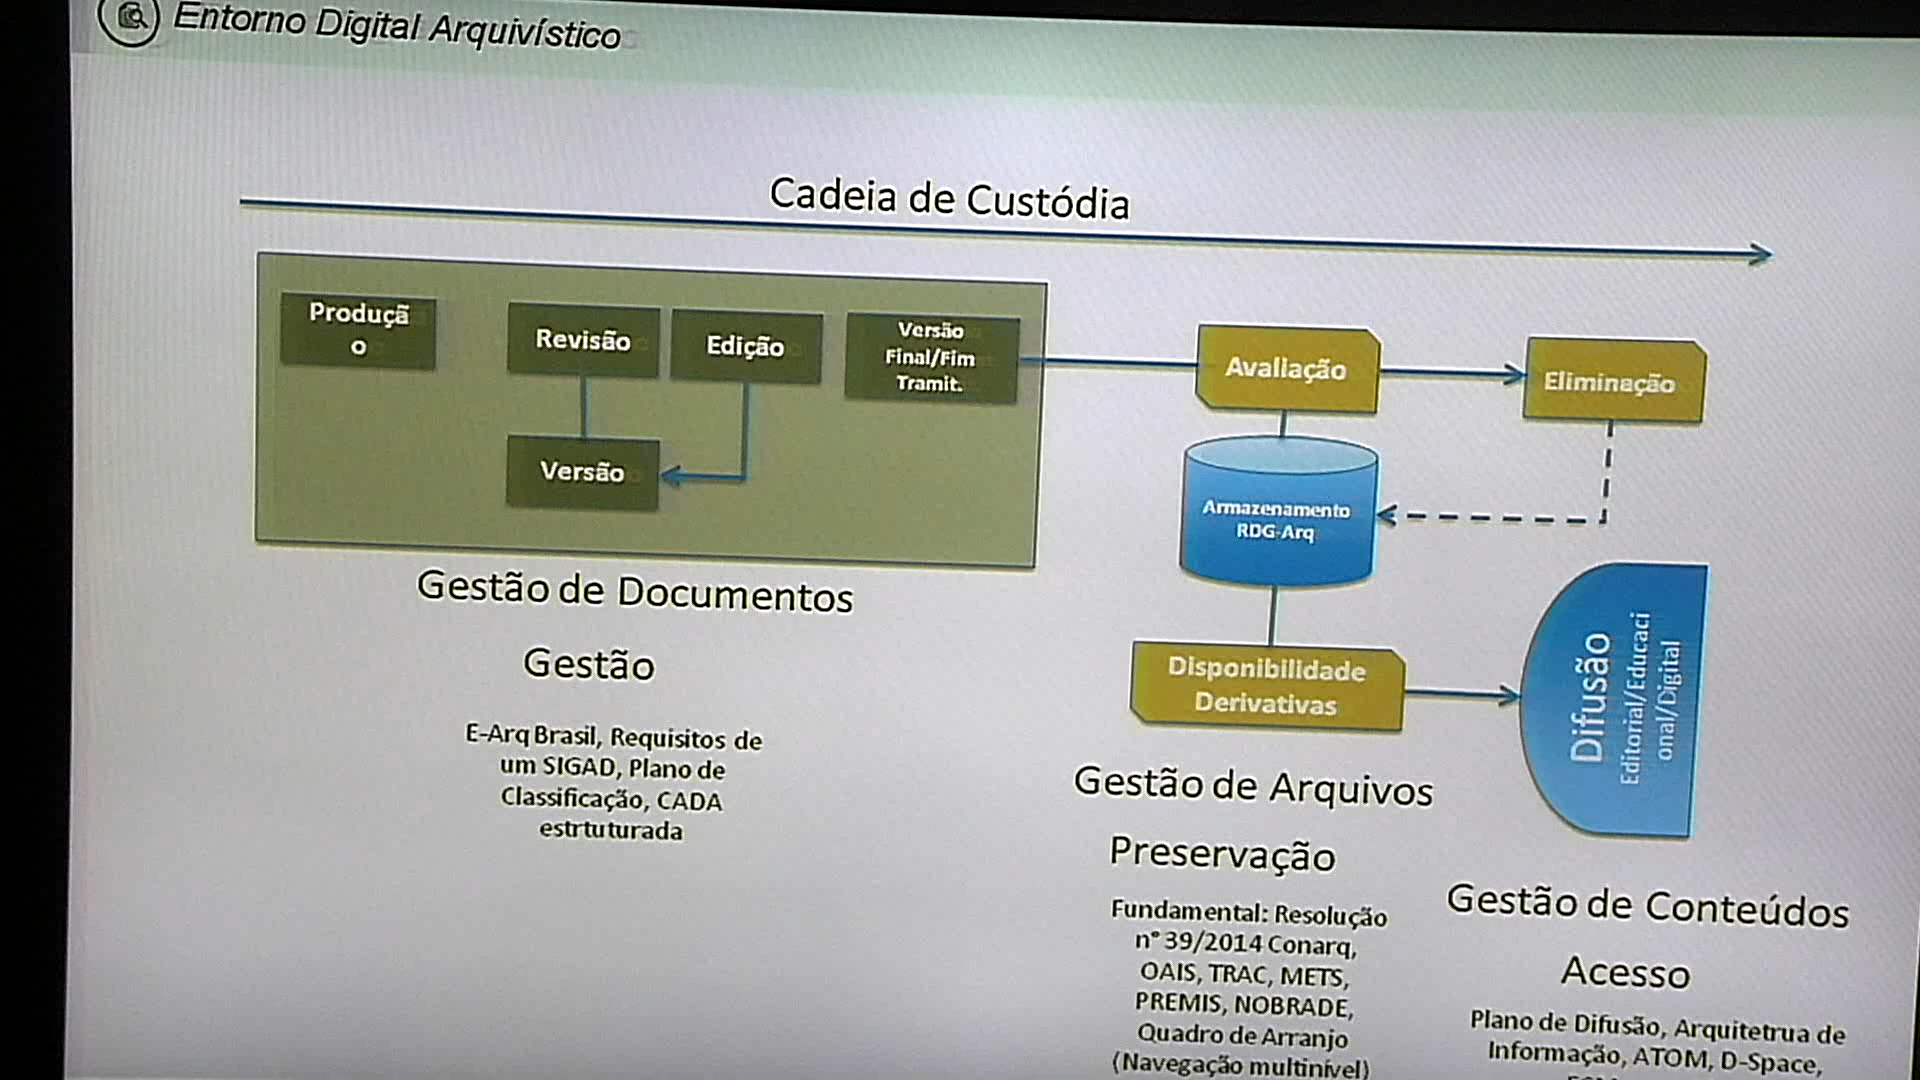 Entorno Digital Arquivístico
Cadeia de Custódia
Produçã
o
Revisão
Edição
Versão
Final/Fim
Tramit.
Versão
Avaliação
Eliminação
Armazenamento
RDG-Arq
Disponibilidade
Derivativas
Difusão
Editorial/Educaci
onal/Digital
Gestão de Documentos
Gestão
E-Arq Brasil, Requisitos de
um SIGAD, Plano de
Classificação, CADA
estrtuturada
Gestão de Arquivos
Preservação
Fundamental: Resolução
n° 39/2014 Conarq,
OAIS, TRAC, METS,
PREMIS, NOBRADE,
Quadro de Arranjo
(Navegação multinível)
Gestão de Conteúdos
Acesso
Plano de Difusão, Arquitetrua de
Informação, ATOM, D-Space,